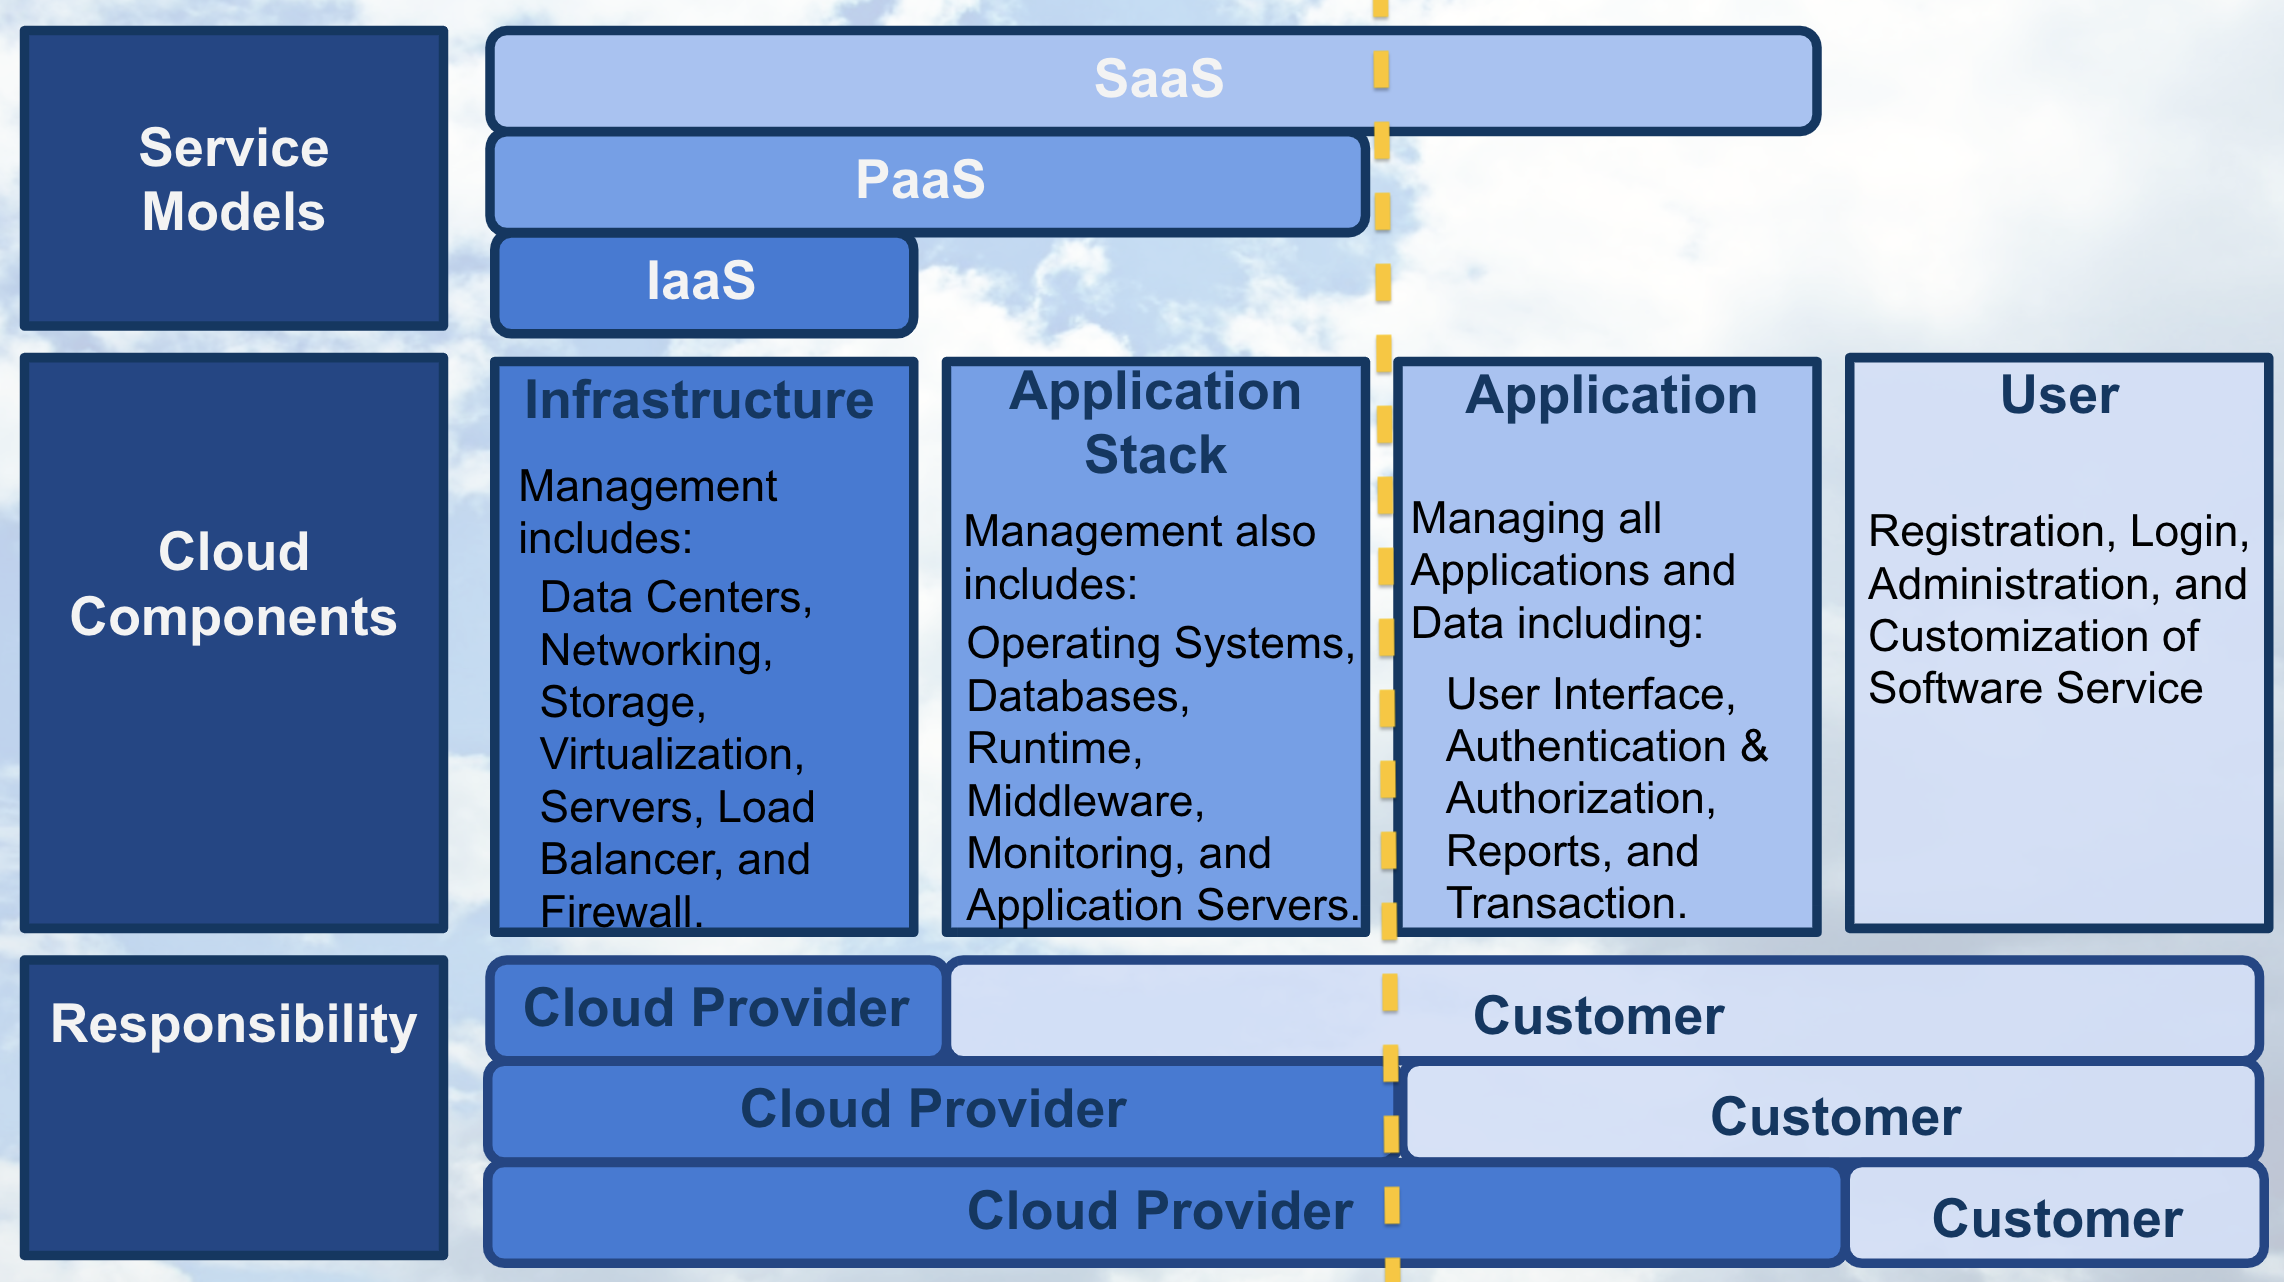 Service
Models
SaaS
PaaS
IaaS
Cloud
Components
Infrastructure
Management
includes:
Data Centers,
Networking,
Storage,
Virtualization,
Servers, Load
Balancer, and
Firewall.
Application
Stack
Management also
includes:
Operating Systems,
Databases,
Runtime,
Middleware,
Monitoring, and
Application Servers.
Application
Managing all
Applications and
Data including:
User Interface,
Authentication &
Authorization,
Reports, and
Transaction.
User
Registration, Login,
Administration, and
Customization of
Software Service
Responsibility
Cloud Provider
Customer
Cloud Provider
Customer
Cloud Provider
Customer